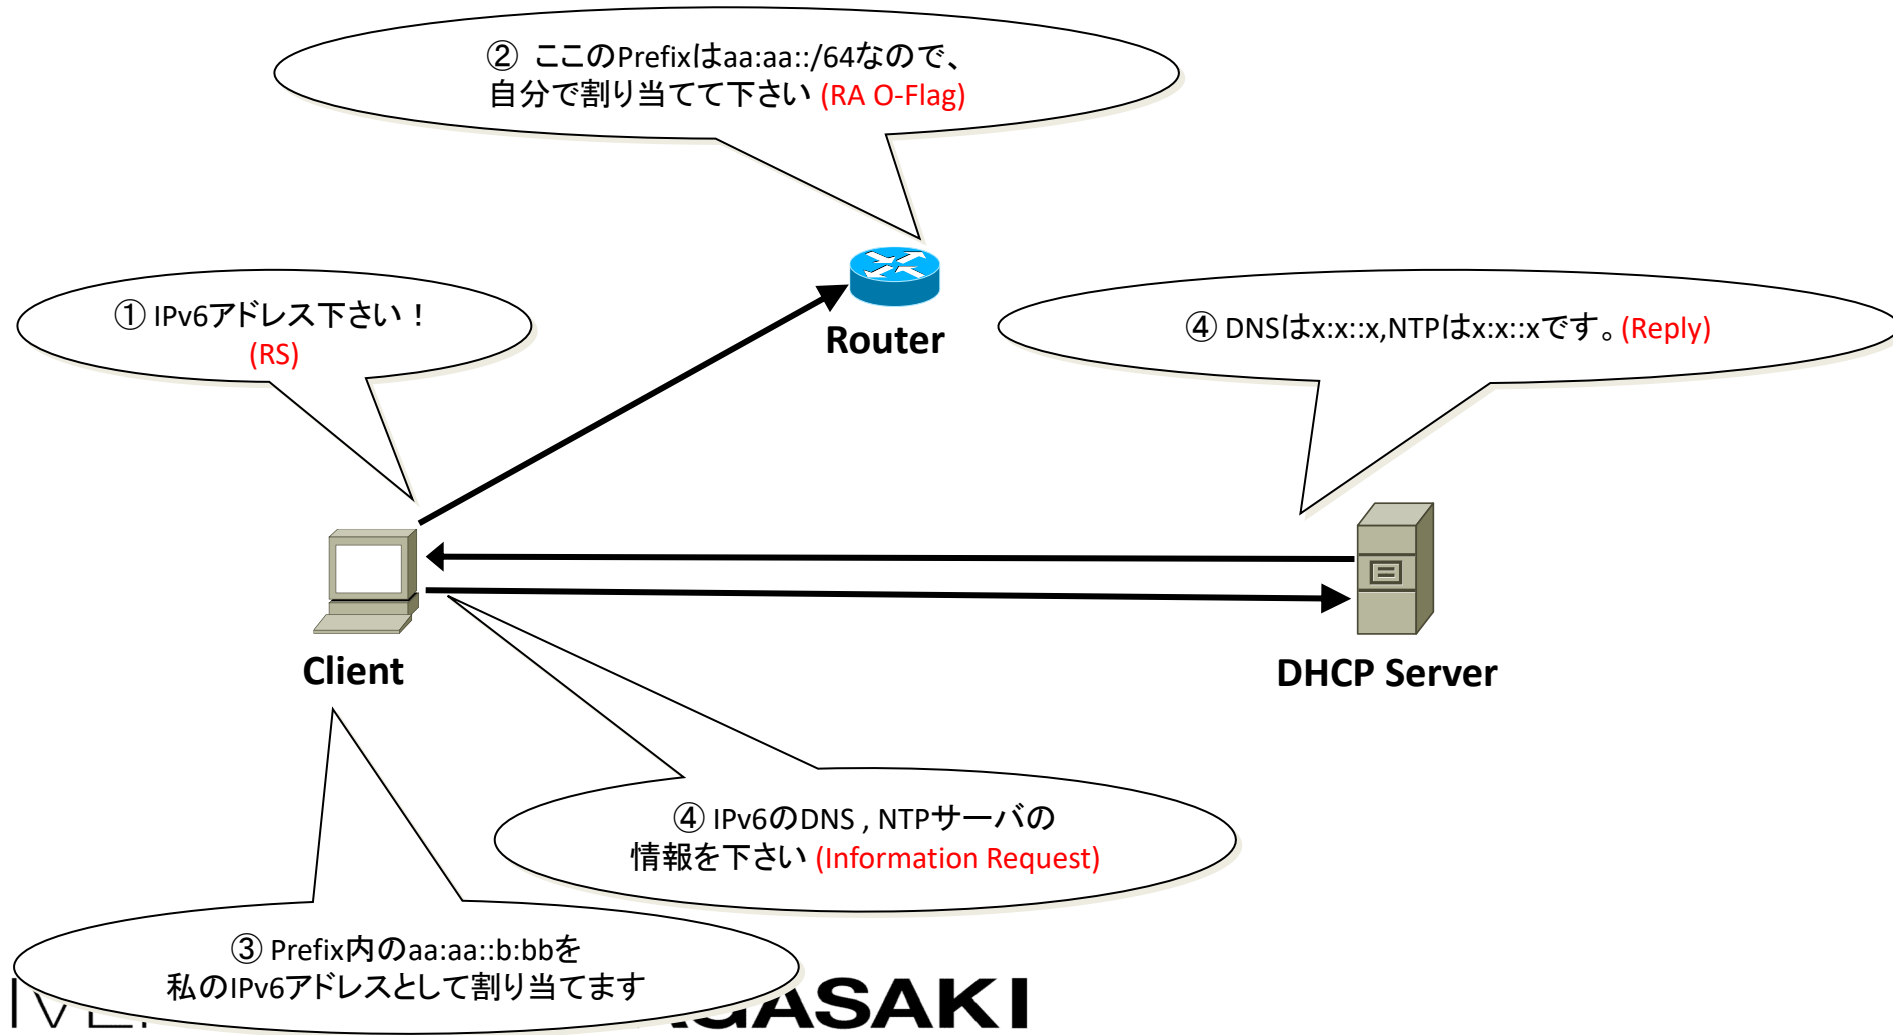 ② ここのPrefixはaa:aa::/64なので、
自分で割り当てて下さい (RA O-Flag)
① IPv6アドレス下さい！
(RS)
Router
④ DNSはx:x::x,NTPはx:x::xです。(Reply)
Client
DHCP Server
④ IPv6のDNS , NTPサーバの
情報を下さい (Information Request)
③ Prefix内のaa:aa::b:bbを
私のIPv6アドレスとして割り当てます